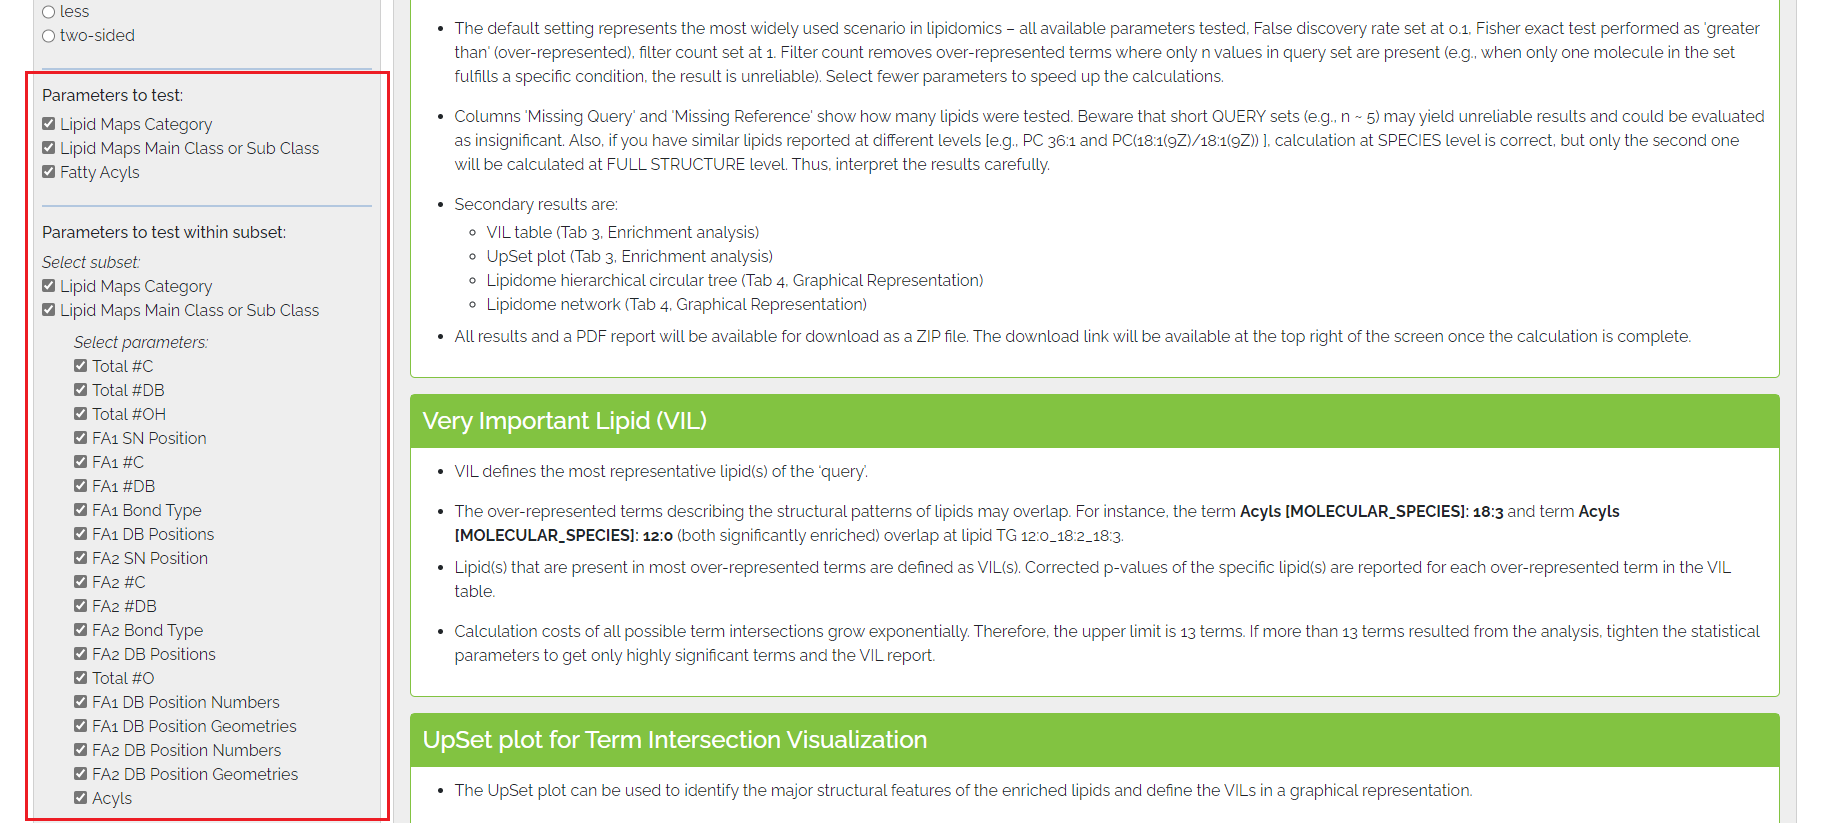 less
two-sided
Parameters to test:
Lipid Maps Category
Lipid Maps Main Class or Sub Class
Fatty Acyls
Parameters to test within subset:
Select subset:
Lipid Maps Category
Lipid Maps Main Class or Sub Class
Select parameters:
Total #C
Total #DB
Total #OH
FA1 SN Position
FA1 #C
FA1 #DB
FA1 Bond Type
FA1 DB Positions
FA2 SN Position
FA2 #C
FA2 #DB
FA2 Bond Type
FA2 DB Positions
Total #O
FA1 DB Position Numbers
FA1 DB Position Geometries
FA2 DB Position Numbers
FA2 DB Position Geometries
Acyls
• The default setting represents the most widely used scenario in lipidomics – all available parameters tested, False discovery rate set at 0.1, Fisher exact test performed as 'greater
than' (over-represented), filter count set at 1. Filter count removes over-represented terms where only n values in query set are present (e.g., when only one molecule in the set
fulfills a specific condition, the result is unreliable). Select fewer parameters to speed up the calculations.
• Columns 'Missing Query' and 'Missing Reference' show how many lipids were tested. Beware that short QUERY sets (e.g., n ~ 5) may yield unreliable results and could be evaluated
as insignificant. Also, if you have similar lipids reported at different levels [e.g., PC 36:1 and PC(18:1(9Z)/18:1(9Z)) ], calculation at SPECIES level is correct, but only the second one
will be calculated at FULL STRUCTURE level. Thus, interpret the results carefully.
• Secondary results are:
◦ VIL table (Tab 3, Enrichment analysis)
◦ UpSet plot (Tab 3, Enrichment analysis)
◦ Lipidome hierarchical circular tree (Tab 4, Graphical Representation)
◦ Lipidome network (Tab 4, Graphical Representation)
• All results and a PDF report will be available for download as a ZIP file. The download link will be available at the top right of the screen once the calculation is complete.
Very Important Lipid (VIL)
• VIL defines the most representative lipid(s) of the 'query'.
• The over-represented terms describing the structural patterns of lipids may overlap. For instance, the term Acyls [MOLECULAR_SPECIES]: 18:3 and term Acyls
[MOLECULAR_SPECIES]: 12:0 (both significantly enriched) overlap at lipid TG 12:0_18:2_18:3.
• Lipid(s) that are present in most over-represented terms are defined as VIL(s). Corrected p-values of the specific lipid(s) are reported for each over-represented term in the VIL
table.
• Calculation costs of all possible term intersections grow exponentially. Therefore, the upper limit is 13 terms. If more than 13 terms resulted from the analysis, tighten the statistical
parameters to get only highly significant terms and the VIL report.
UpSet plot for Term Intersection Visualization
• The UpSet plot can be used to identify the major structural features of the enriched lipids and define the VILs in a graphical representation.